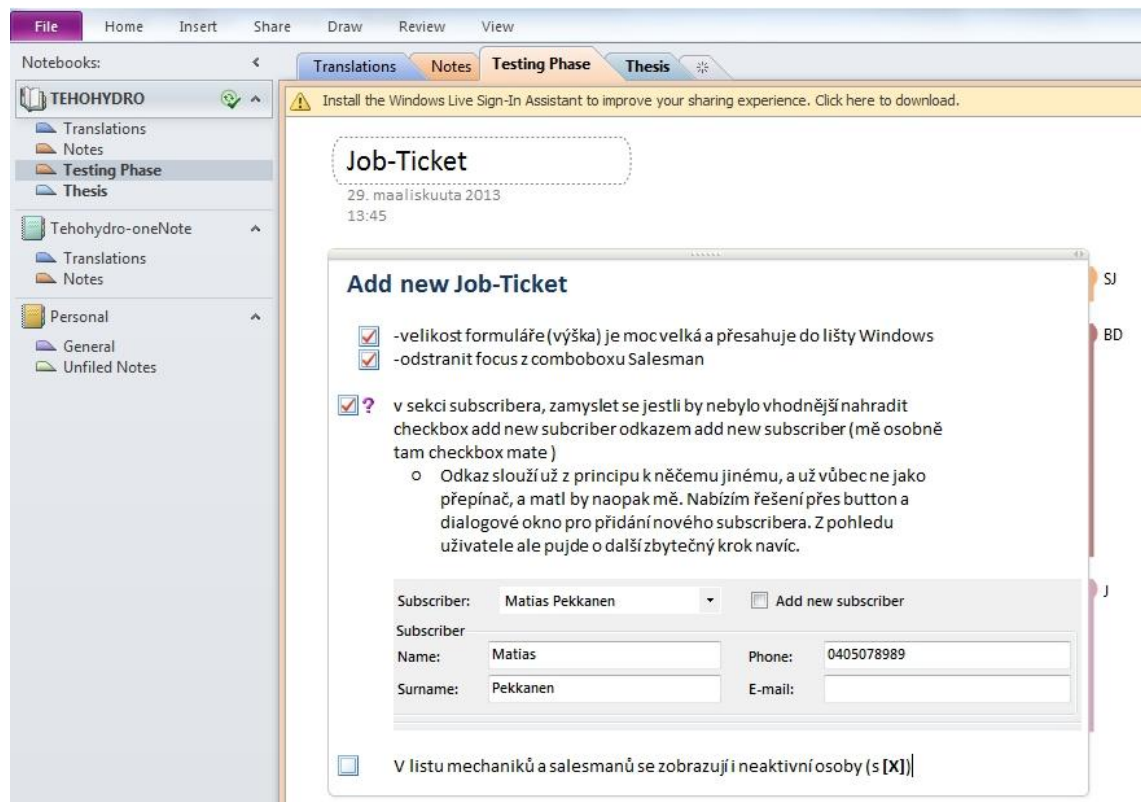 File Home Insert Share Draw Review View
Notebooks:
TEHOHYDRO
Translations
Notes
Testing Phase
Thesis
Tehohydro-oneNote
Translations
Notes
Personal
General
Unfiled Notes
Translations Notes Testing Phase Thesis
Install the Windows Live Sign-In Assistant to improve your sharing experience. Click here to download.
Job-Ticket
29. maaliskuuta 2013
13:45
Add new Job-Ticket
-velikost formuláře (výška) je moc velká a přesahuje do lišty Windows
-odstranit focus z comboboxu Salesman
? v sekci subscribera, zamyslet se jestli by nebylo vhodnější nahradit
checkbox add new subcriber odkazem add new subscriber (mě osobně
tam checkbox mate )
o Odkaz slouží už z principu k něčemu jinému, a už vůbec ne jako
přepínač, a matl by naopak mě. Nabízím řešení přes button a
dialogové okno pro přidání nového subscribera. Z pohledu
uživatele ale pujde o další zbytečný krok navíc.
Subscriber: Matias Pekkanen Add new subscriber
Subscriber
Name: Matias Phone: 0405078989
Surname: Pekkanen E-mail:
V listu mechaniků a salesmanů se zobrazují i neaktivní osoby (s [X])
SJ
BD
J